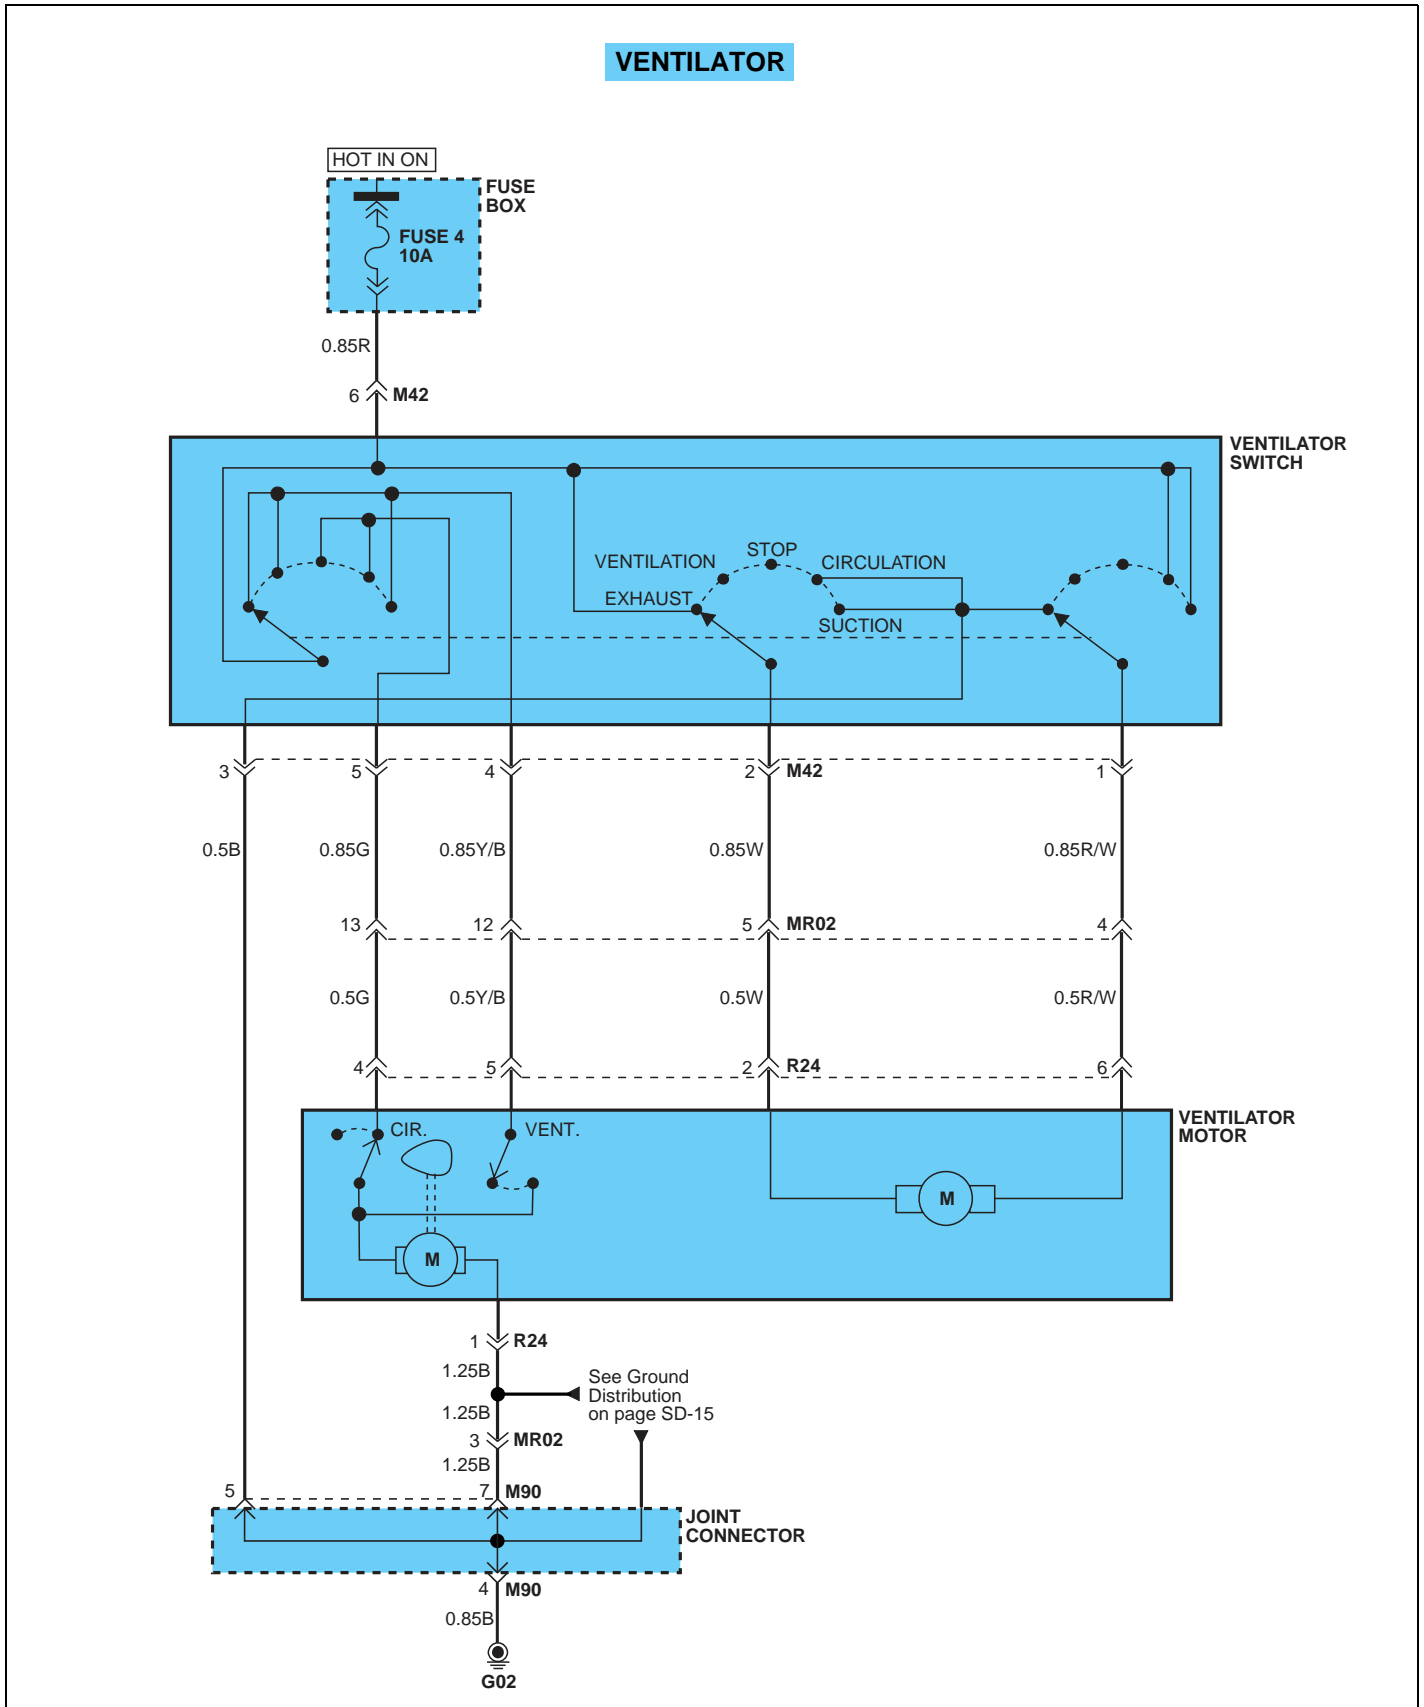 VENTILATOR
HOT IN ON
FUSE
BOX
FUSE 4
10A
0.85R
6
M42
VENTILATOR
SWITCH
STOP
VENTILATION
CIRCULATION
EXHAUST
SUCTION
3
5
4
2
M42
1
0.5B
0.85G
0.85Y/B
0.85W
0.85R/W
13
12
5
MR02
4
0.5G
0.5Y/B
0.5W
0.5R/W
4
5
2
R24
6
VENTILATOR
MOTOR
CIR.
VENT.
M
M
1
R24
1.25B
See Ground
Distribution
on page SD-15
1.25B
3
MR02
1.25B
5
7
M90
JOINT
CONNECTOR
4
M90
0.85B
G02